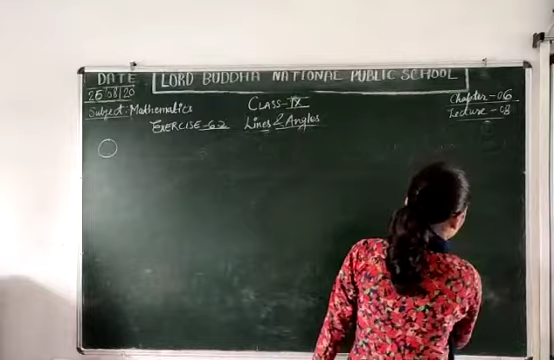 DATE
25/08/20
LORD BUDDHA NATIONAL PUBLIC SCHOOL
Subject: Mathematics
CLASS-IX
Chapter-06
EXERCISE-6.2
Lines & Angles
Lecture-08